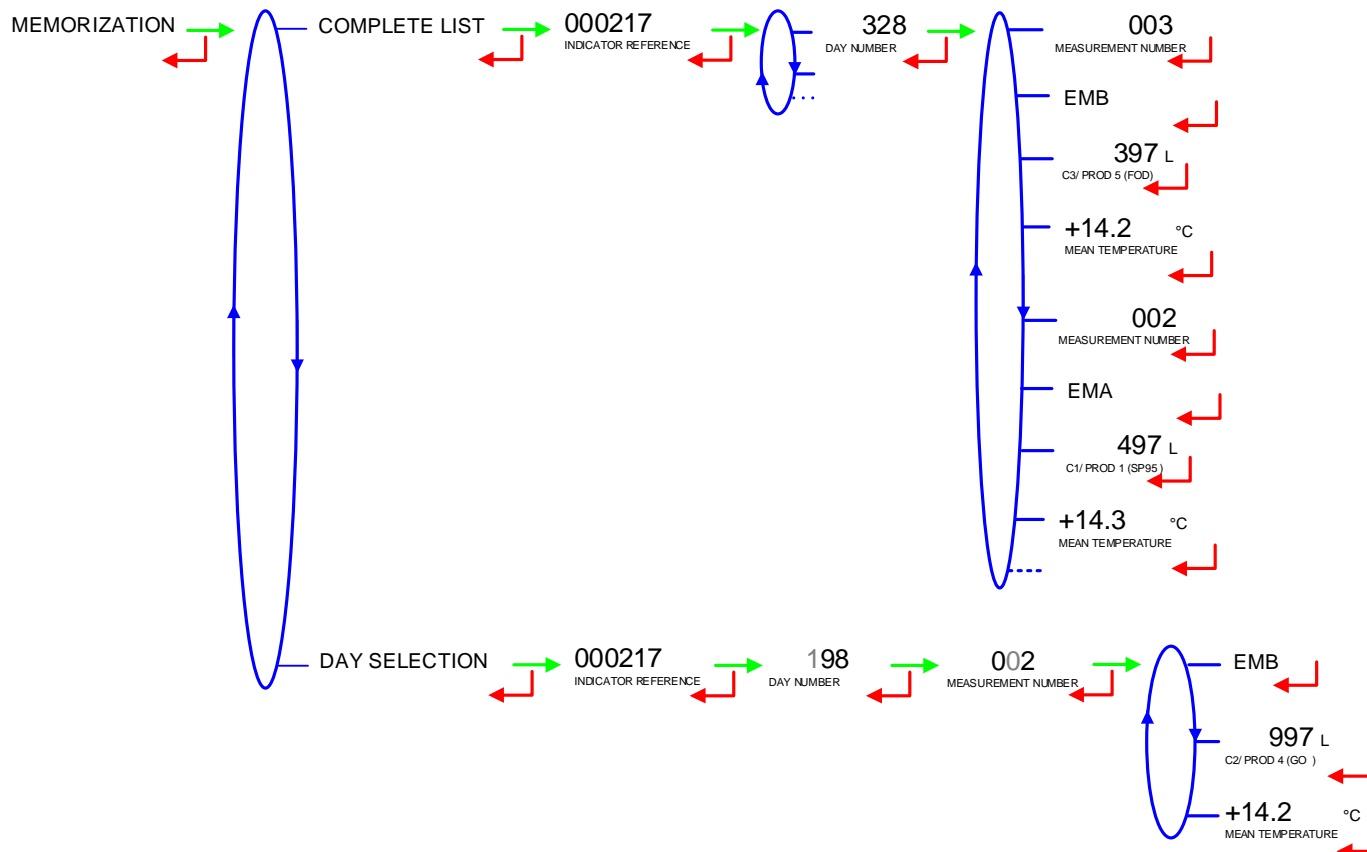 MEMORIZATION
COMPLETE LIST
000217
INDICATOR REFERENCE
328
DAY NUMBER
003
MEASUREMENT NUMBER
EMB
397 L
C3/ PROD 5 (FOD)
+14.2 °C
MEAN TEMPERATURE
002
MEASUREMENT NUMBER
EMA
497 L
C1/ PROD 1 (SP95 )
+14.3 °C
MEAN TEMPERATURE
DAY SELECTION
000217
INDICATOR REFERENCE
198
DAY NUMBER
002
MEASUREMENT NUMBER
EMB
997 L
C2/ PROD 4 (GO )
+14.2 °C
MEAN TEMPERATURE